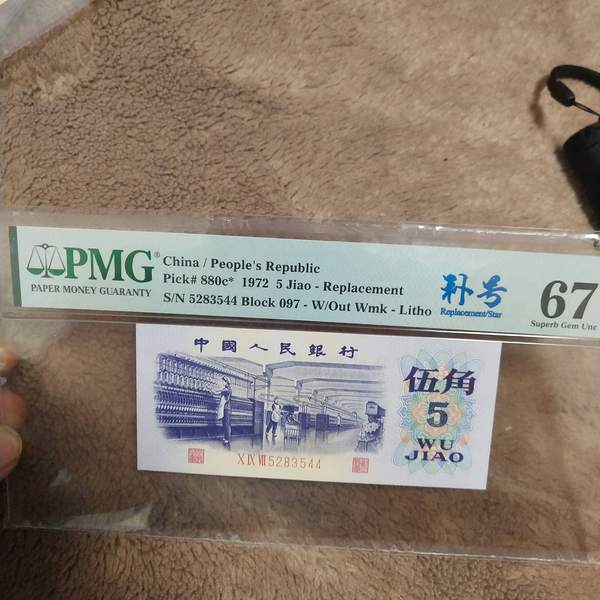 PMG®
PAPER MONEY GUARANTY
China / People's Republic
Pick# 880c* 1972 5 Jiao - Replacement
S/N 5283544 Block 097 - W/Out Wmk - Litho
补号
Replacement/Star
67
Superb Gem Unc
中國人民銀行
伍角
5
WU
JIAO
X IX VII 5283544